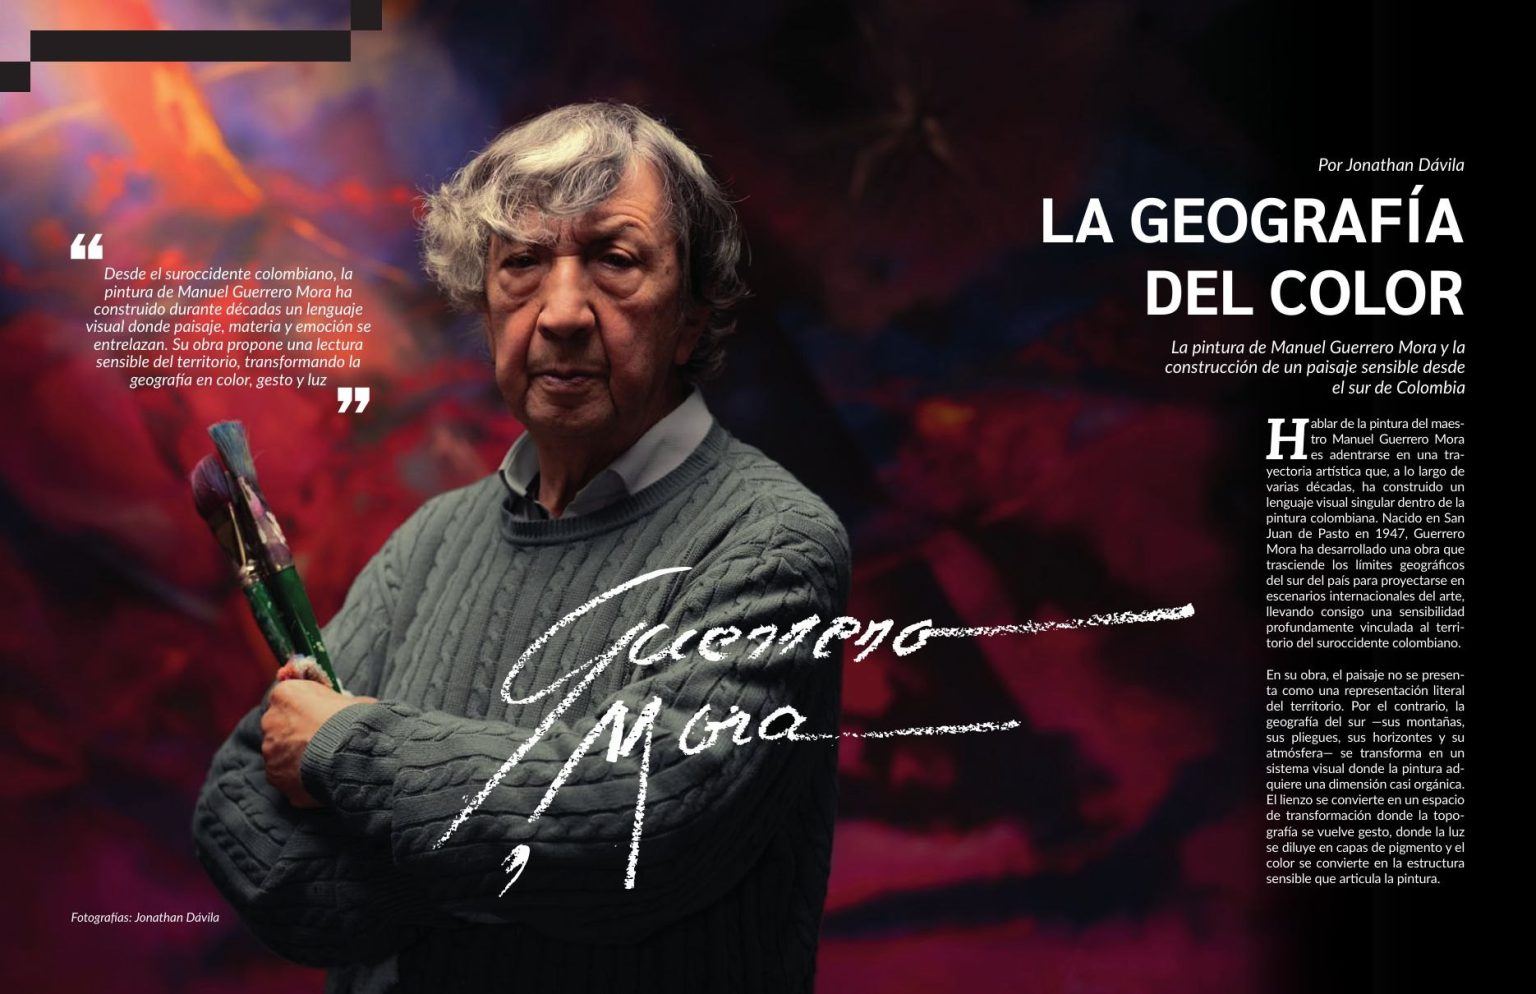 “
Desde el suroccidente colombiano, la
pintura de Manuel Guerrero Mora ha
construido durante décadas un lenguaje
visual donde paisaje, materia y emoción se
entrelazan. Su obra propone una lectura
sensible del territorio, transformando la
geografía en color, gesto y luz
”
Guerrero
Mora
Fotografías: Jonathan Dávila
Por Jonathan Dávila
LA GEOGRAFÍA
DEL COLOR
La pintura de Manuel Guerrero Mora y la
construcción de un paisaje sensible desde
el sur de Colombia
Hablar de la pintura del maes-
tro Manuel Guerrero Mora
es adentrarse en una tra-
yectoria artística que, a lo largo de
varias décadas, ha construido un
lenguaje visual singular dentro de la
pintura colombiana. Nacido en San
Juan de Pasto en 1947, Guerrero
Mora ha desarrollado una obra que
trasciende los límites geográficos
del sur del país para proyectarse en
escenarios internacionales del arte,
llevando consigo una sensibilidad
profundamente vinculada al terri-
torio del suroccidente colombiano.
En su obra, el paisaje no se presen-
ta como una representación literal
del territorio. Por el contrario, la
geografía del sur —sus montañas,
sus pliegues, sus horizontes y su
atmósfera— se transforma en un
sistema visual donde la pintura ad-
quiere una dimensión casi orgánica.
El lienzo se convierte en un espacio
de transformación donde la topo-
grafía se vuelve gesto, donde la luz
se diluye en capas de pigmento y el
color se convierte en la estructura
sensible que articula la pintura.